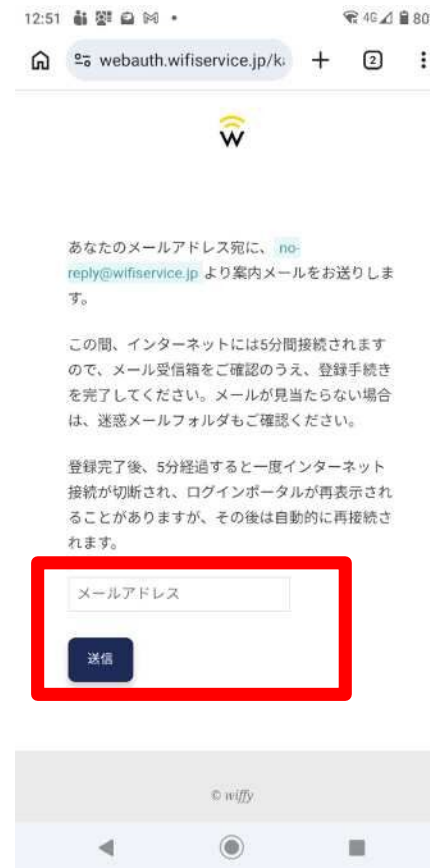 12:51
4G 80
webauth.wifiservice.jp/k
2
W
あなたのメールアドレス宛に、 no-
reply@wifiservice.jp より案内メールをお送りしま
す。
この間、インターネットには5分間接続されます
ので、メール受信箱をご確認のうえ、登録手続き
を完了してください。メールが見当たらない場合
は、迷惑メールフォルダもご確認ください。
登録完了後、5分経過すると一度インターネット
接続が切断され、ログインポータルが再表示され
ることがありますが、その後は自動的に再接続さ
れます。
メールアドレス
送信
© wiffy